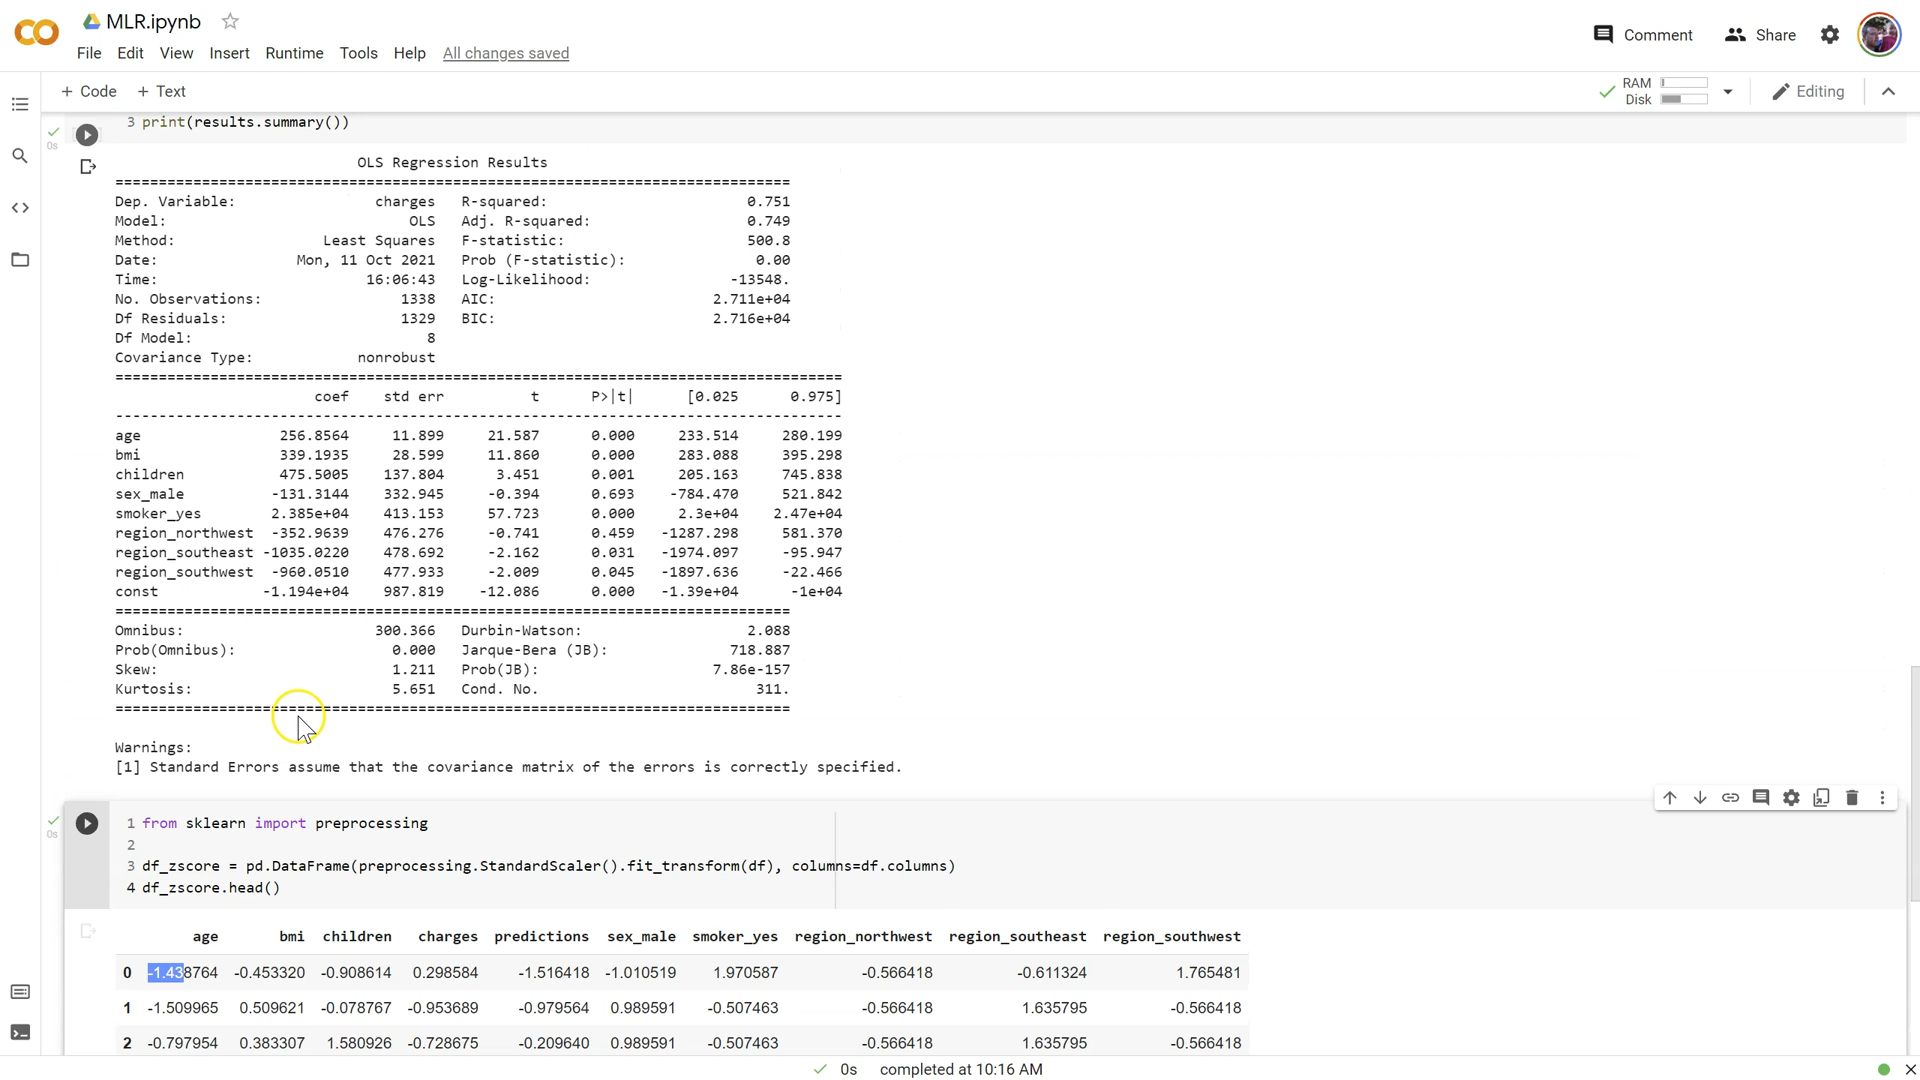 MLR.ipynb
File Edit View Insert Runtime Tools Help All changes saved
Comment Share
+ Code + Text
RAM
Disk
Editing
3 print(results.summary())
0s
OLS Regression Results
==============================================================================
Dep. Variable: charges R-squared: 0.751
Model: OLS Adj. R-squared: 0.749
Method: Least Squares F-statistic: 500.8
Date: Mon, 11 Oct 2021 Prob (F-statistic): 0.00
Time: 16:06:43 Log-Likelihood: -13548.
No. Observations: 1338 AIC: 2.711e+04
Df Residuals: 1329 BIC: 2.716e+04
Df Model: 8
Covariance Type: nonrobust
====================================================================================
coef std err t P>|t| [0.025 0.975]
------------------------------------------------------------------------------------
age 256.8564 11.899 21.587 0.000 233.514 280.199
bmi 339.1935 28.599 11.860 0.000 283.088 395.298
children 475.5005 137.804 3.451 0.001 205.163 745.838
sex_male -131.3144 332.945 -0.394 0.693 -784.470 521.842
smoker_yes 2.385e+04 413.153 57.723 0.000 2.3e+04 2.47e+04
region_northwest -352.9639 476.276 -0.741 0.459 -1287.298 581.370
region_southeast -1035.0220 478.692 -2.162 0.031 -1974.097 -95.947
region_southwest -960.0510 477.933 -2.009 0.045 -1897.636 -22.466
const -1.194e+04 987.819 -12.086 0.000 -1.39e+04 -1e+04
==============================================================================
Omnibus: 300.366 Durbin-Watson: 2.088
Prob(Omnibus): 0.000 Jarque-Bera (JB): 718.887
Skew: 1.211 Prob(JB): 7.86e-157
Kurtosis: 5.651 Cond. No. 311.
==============================================================================
Warnings:
[1] Standard Errors assume that the covariance matrix of the errors is correctly specified.
0s
1 from sklearn import preprocessing
2
3 df_zscore = pd.DataFrame(preprocessing.StandardScaler().fit_transform(df), columns=df.columns)
4 df_zscore.head()
age bmi children charges predictions sex_male smoker_yes region_northwest region_southeast region_southwest
0 -1.438764 -0.453320 -0.908614 0.298584 -1.516418 -1.010519 1.970587 -0.566418 -0.611324 1.765481
1 -1.509965 0.509621 -0.078767 -0.953689 -0.979564 0.989591 -0.507463 -0.566418 1.635795 -0.566418
2 -0.797954 0.383307 1.580926 -0.728675 -0.209640 0.989591 -0.507463 -0.566418 1.635795 -0.566418
0s completed at 10:16 AM